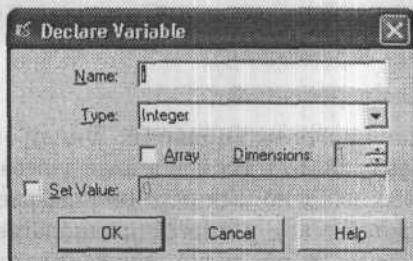 Declare Variable
Name:
Type: Integer
Array Dimensions:
Set Value: 0
OK Cancel Help